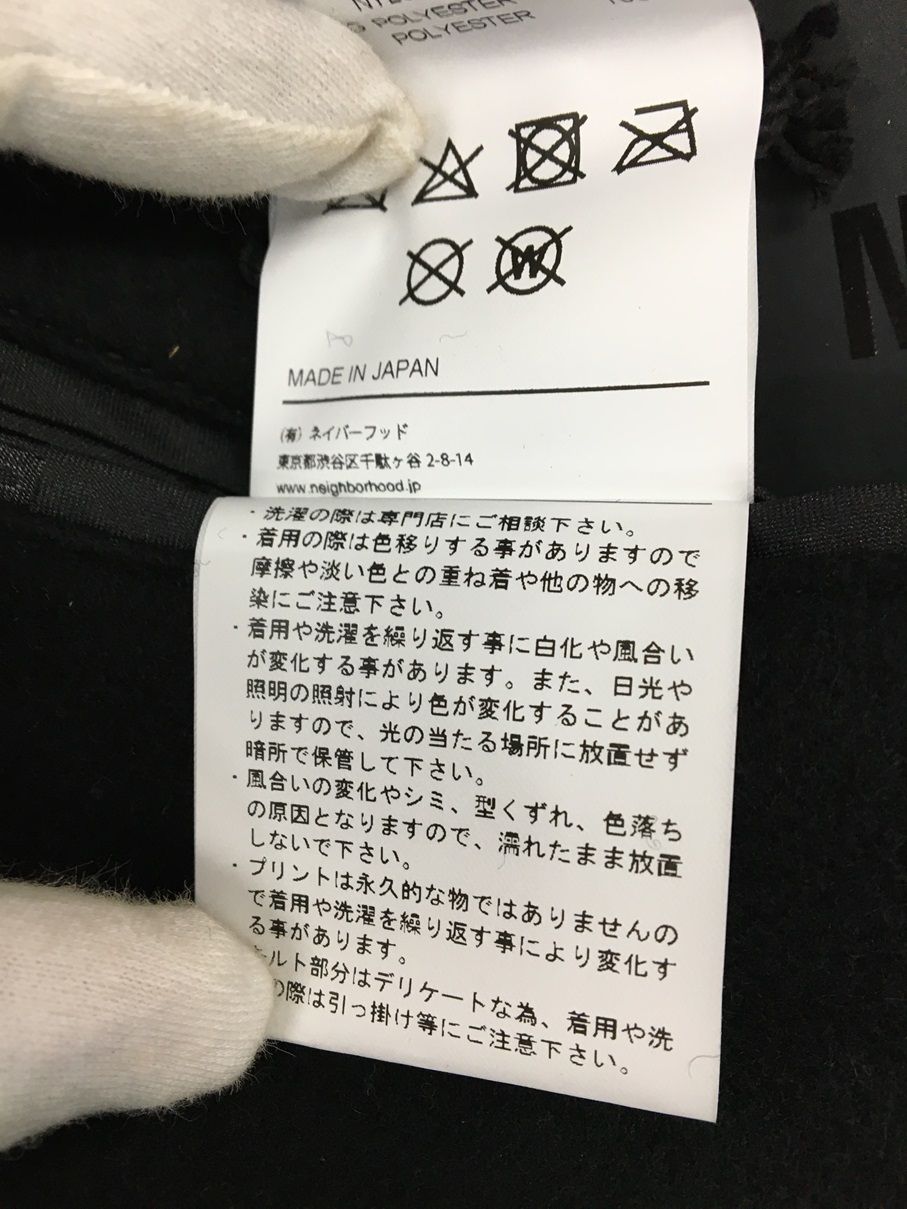 POLYESTER
POLYESTER
W
MADE IN JAPAN
(有) ネイバーフッド
東京都渋谷区千駄ヶ谷 2-8-14
www.neighborhood.jp
・洗濯の際は専門店にご相談下さい。
・着用の際は色移りする事がありますので
摩擦や淡い色との重ね着や他の物への移
染にご注意下さい。
・着用や洗濯を繰り返す事に白化や風合い
が変化する事があります。また、日光や
照明の照射により色が変化することがあ
りますので、光の当たる場所に放置せず
暗所で保管して下さい。
・風合いの変化やシミ、型くずれ、色落ち
の原因となりますので、濡れたまま放置
しないで下さい。
・プリントは永久的な物ではありませんの
で着用や洗濯を繰り返す事により変化す
る事があります。
ルト部分はデリケートな為、着用や洗
の際は引っ掛け等にご注意下さい。